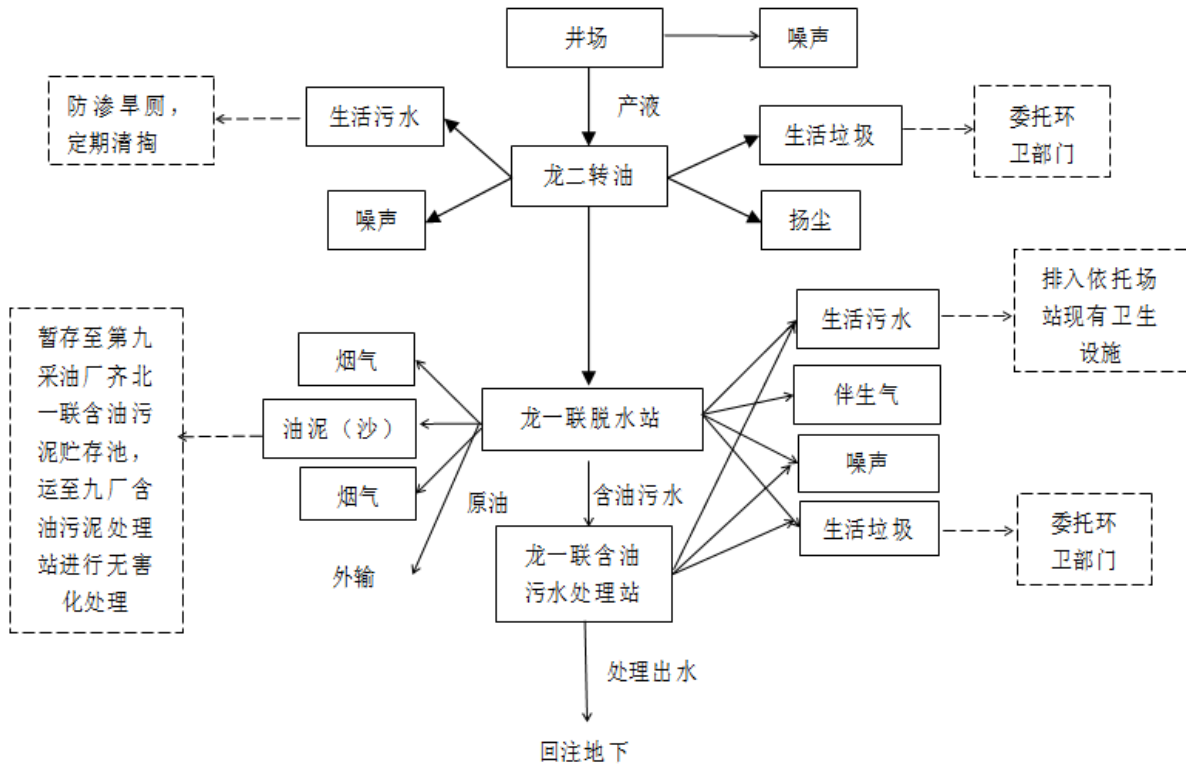 井场
噪声
产液
防渗旱厕，
定期清掏
生活污水
生活垃圾
委托环
卫部门
龙二转油
噪声
扬尘
排入依托场
站现有卫生
设施
生活污水
暂存至第九
采油厂齐北
一联含油污
泥贮存池，
运至九厂含
油污泥处理
站进行无害
化处理
烟气
伴生气
油泥（沙）
龙一联脱水站
噪声
烟气
原油
含油污水
生活垃圾
委托环
卫部门
外输
龙一联含油
污水处理站
处理出水
回注地下